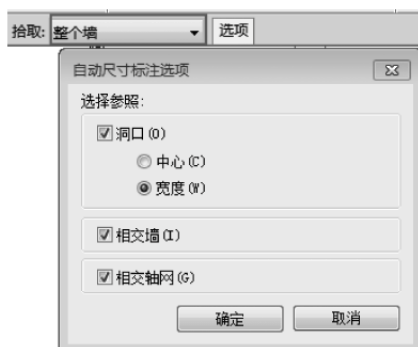 拾取: 整个墙 选项
自动尺寸标注选项
选择参照:
洞口(O)
中心(C)
宽度(W)
相交墙(I)
相交轴网(G)
确定 取消